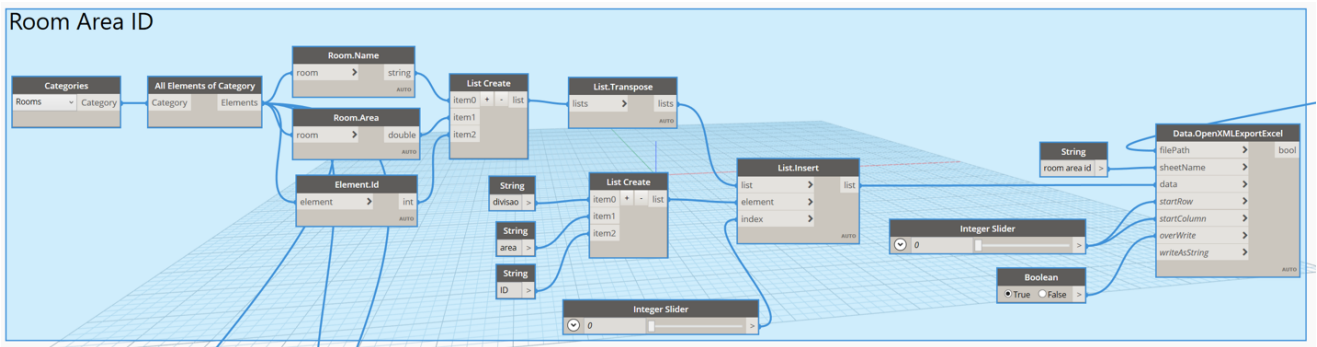 Room Area ID
Categories
Rooms Category
All Elements of Category
Category Elements
Room.Name
room > string
AUTO
Room.Area
room > double
AUTO
Element.Id
element > int
AUTO
List Create
item0 + - list
item1
item2
List.Transpose
lists > lists
AUTO
String
divisao >
String
area >
String
ID >
List Create
item0 + - list
item1
item2
Integer Slider
0 >
List.Insert
list > list
element >
index >
AUTO
String
room area id >
Integer Slider
0 >
Boolean
True False >
Data.OpenXMLExportExcel
filePath > bool
sheetName >
data >
startRow >
startColumn >
overWrite >
writeAsString >
AUTO